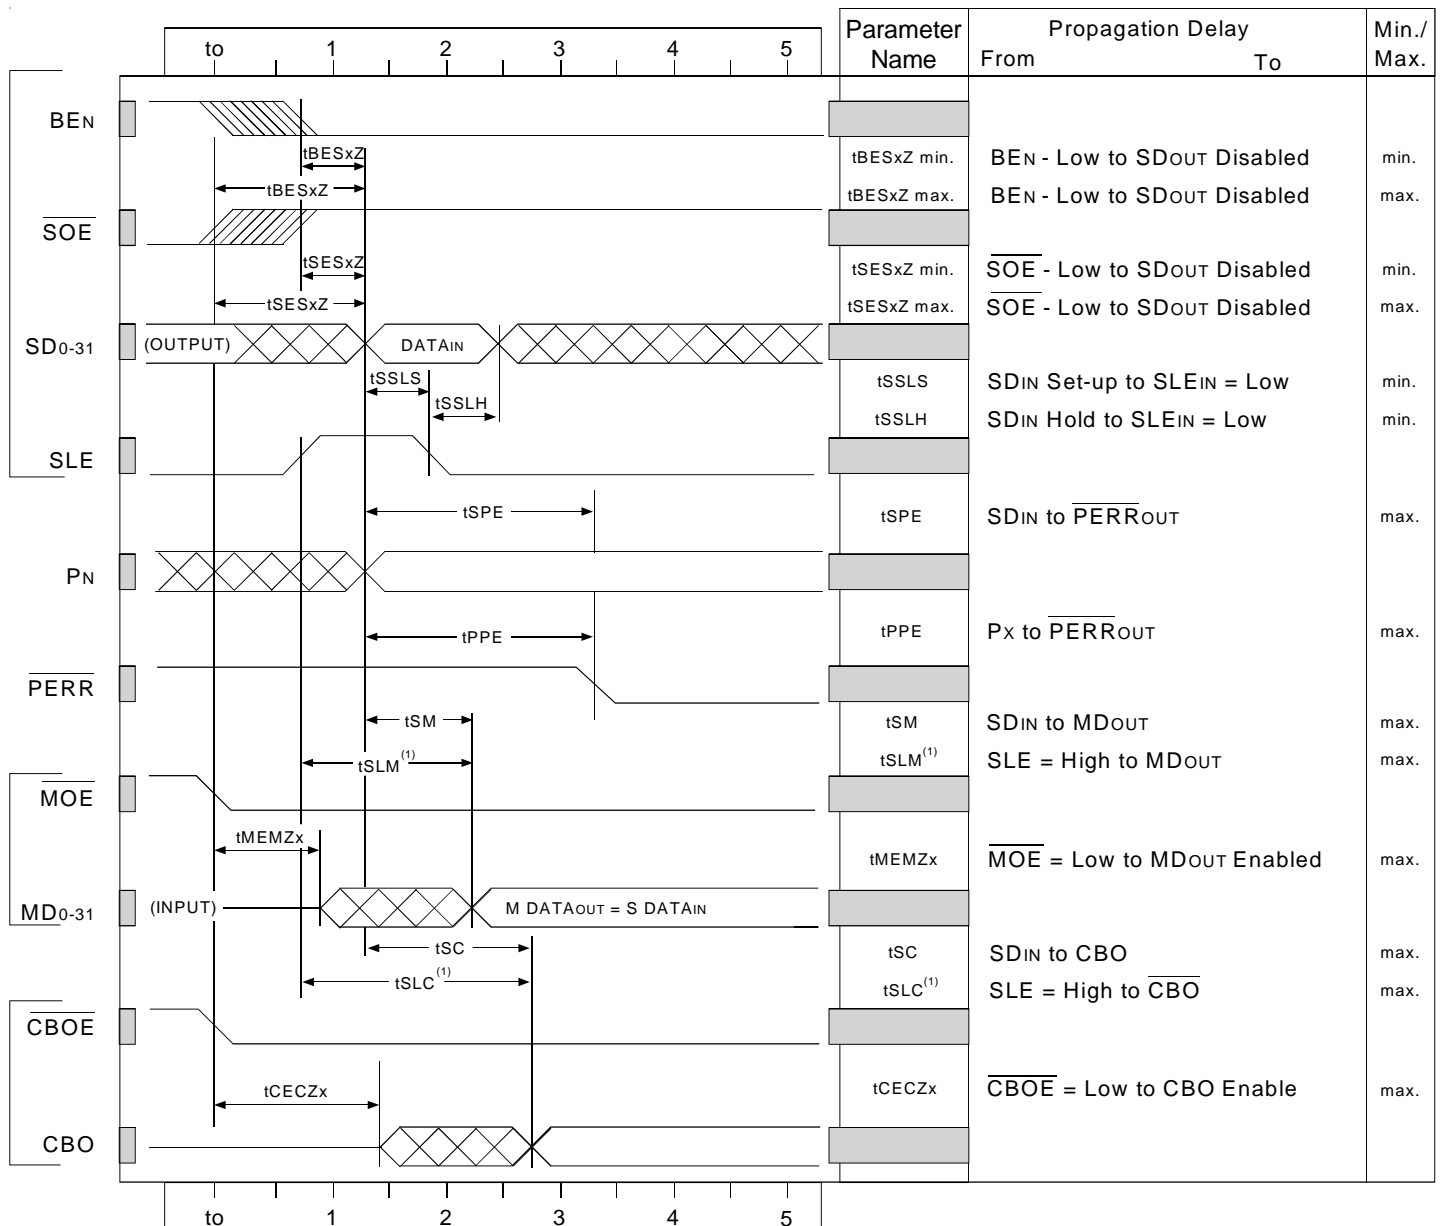 to 1 2 3 4 5
Parameter Name
Propagation Delay
From To
Min./ Max.
BEN
tBESxZ
tBESxZ min. BEN - Low to SDOUT Disabled min.
tBESxZ
tBESxZ max. BEN - Low to SDOUT Disabled max.
SOE
tSESxZ
tSESxZ min. SOE - Low to SDOUT Disabled min.
tSESxZ
tSESxZ max. SOE - Low to SDOUT Disabled max.
SD0-31 (OUTPUT) DATAIN
tSSLS
tSSLS SDIN Set-up to SLEIN = Low min.
tSSLH
tSSLH SDIN Hold to SLEIN = Low min.
SLE
tSPE
tSPE SDIN to PERROUT max.
PN
tPPE
tPPE PX to PERROUT max.
PERR
tSM
tSM SDIN to MDOUT max.
tSLM(1)
tSLM(1) SLE = High to MDOUT max.
MOE
tMEMZx
tMEMZx MOE = Low to MDOUT Enabled max.
MD0-31 (INPUT) M DATAOUT = S DATAIN
tSC
tSC SDIN to CBO max.
tSLC(1)
tSLC(1) SLE = High to CBO max.
CBOE
tCECZx
tCECZx CBOE = Low to CBO Enable max.
CBO
to 1 2 3 4 5